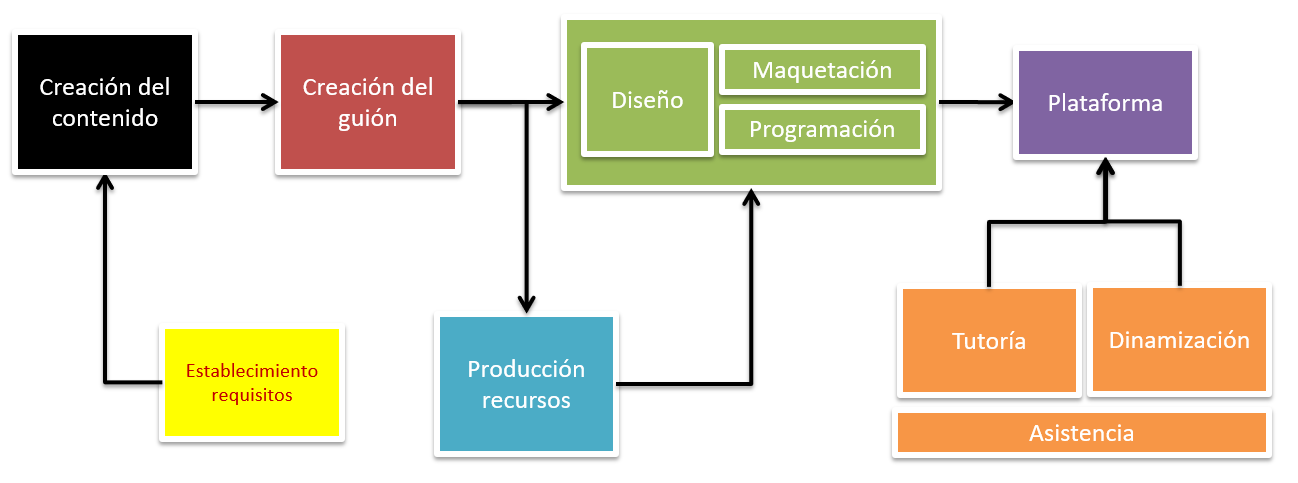 Creación del
contenido
Creación del
guión
Diseño
Maquetación
Programación
Plataforma
Establecimiento
requisitos
Producción
recursos
Tutoría
Dinamización
Asistencia